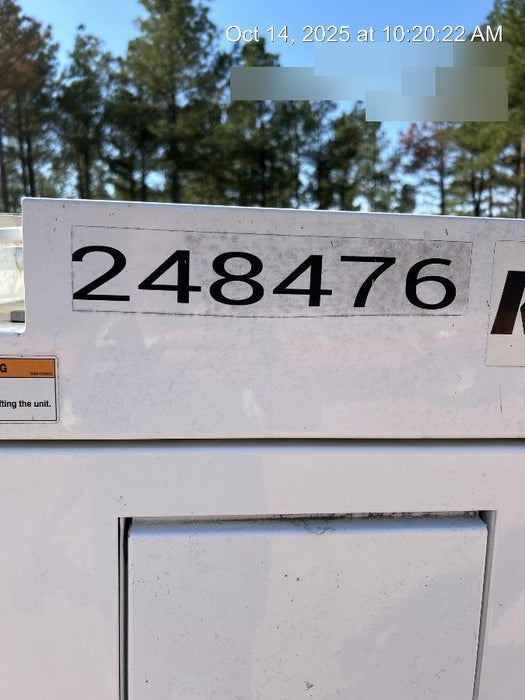 Oct 14, 2025 at 10:20:22 AM
248476
G
fting the unit.